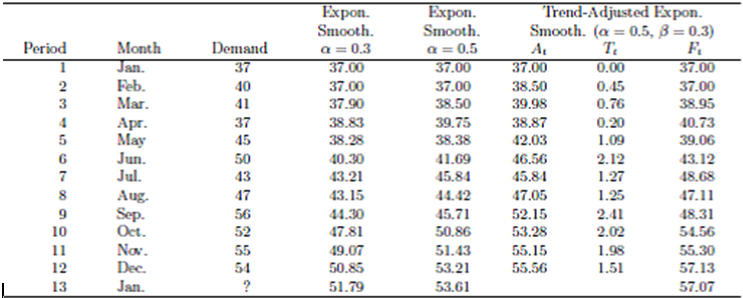 Expon. Expon. Trend-Adjusted Expon.
Smooth. Smooth. Smooth. (α = 0.5, β = 0.3)
Period Month Demand α = 0.3 α = 0.5 At Tt Ft
1 Jan. 37 37.00 37.00 37.00 0.00 37.00
2 Feb. 40 37.00 37.00 38.50 0.45 37.00
3 Mar. 41 37.90 38.50 39.98 0.76 38.95
4 Apr. 37 38.83 39.75 38.87 0.20 40.73
5 May 45 38.28 38.38 42.03 1.09 39.06
6 Jun. 50 40.30 41.69 46.56 2.12 43.12
7 Jul. 43 43.21 45.84 45.84 1.27 48.68
8 Aug. 47 43.15 44.42 47.05 1.25 47.11
9 Sep. 56 44.30 45.71 52.15 2.41 48.31
10 Oct. 52 47.81 50.86 53.28 2.02 54.56
11 Nov. 55 49.07 51.43 55.15 1.98 55.30
12 Dec. 54 50.85 53.21 55.56 1.51 57.13
13 Jan. ? 51.79 53.61 57.07